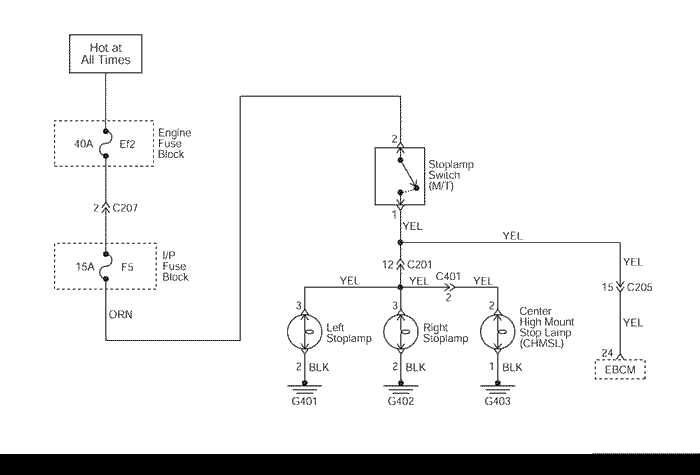 Hot at
All Times
40A
Ef2
Engine
Fuse
Block
2
C207
15A
F5
I/P
Fuse
Block
ORN
2
Stoplamp
Switch
(M/T)
1
YEL
YEL
YEL
12
C201
C401
YEL
YEL
YEL
2
15
C205
YEL
3
Left
Stoplamp
3
Right
Stoplamp
2
Center
High Mount
Stop Lamp
(CHMSL)
2
BLK
2
BLK
1
BLK
24
EBCM
G401
G402
G403